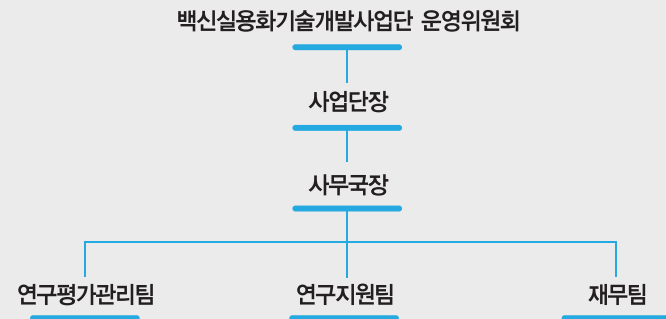 백신실용화기술개발사업단 운영위원회
사업단장
사무국장
연구평가관리팀 연구지원팀 재무팀